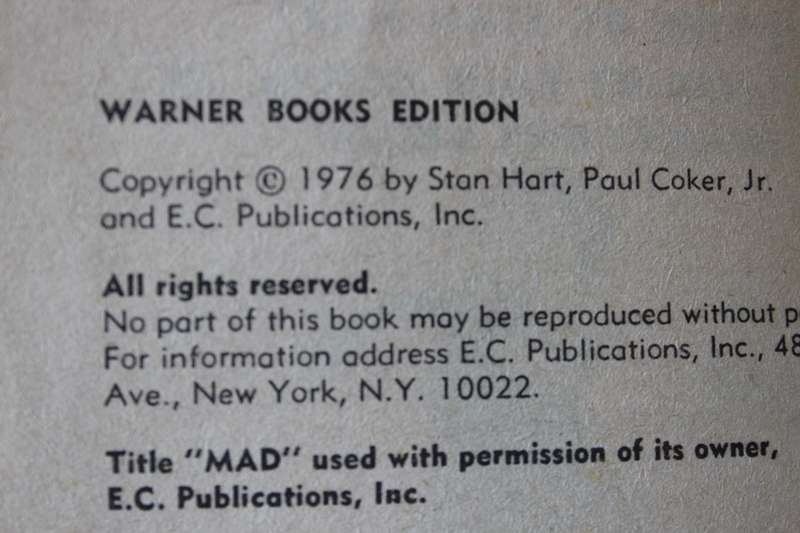 WARNER BOOKS EDITION
Copyright © 1976 by Stan Hart, Paul Coker, Jr.
and E.C. Publications, Inc.
All rights reserved.
No part of this book may be reproduced without
For information address E.C. Publications, Inc.,
Ave., New York, N.Y. 10022.
Title "MAD" used with permission of its owner,
E.C. Publications, Inc.